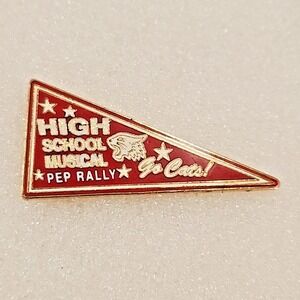 HIGH
SCHOOL
MUSICAL
PEP RALLY
Go Cats!